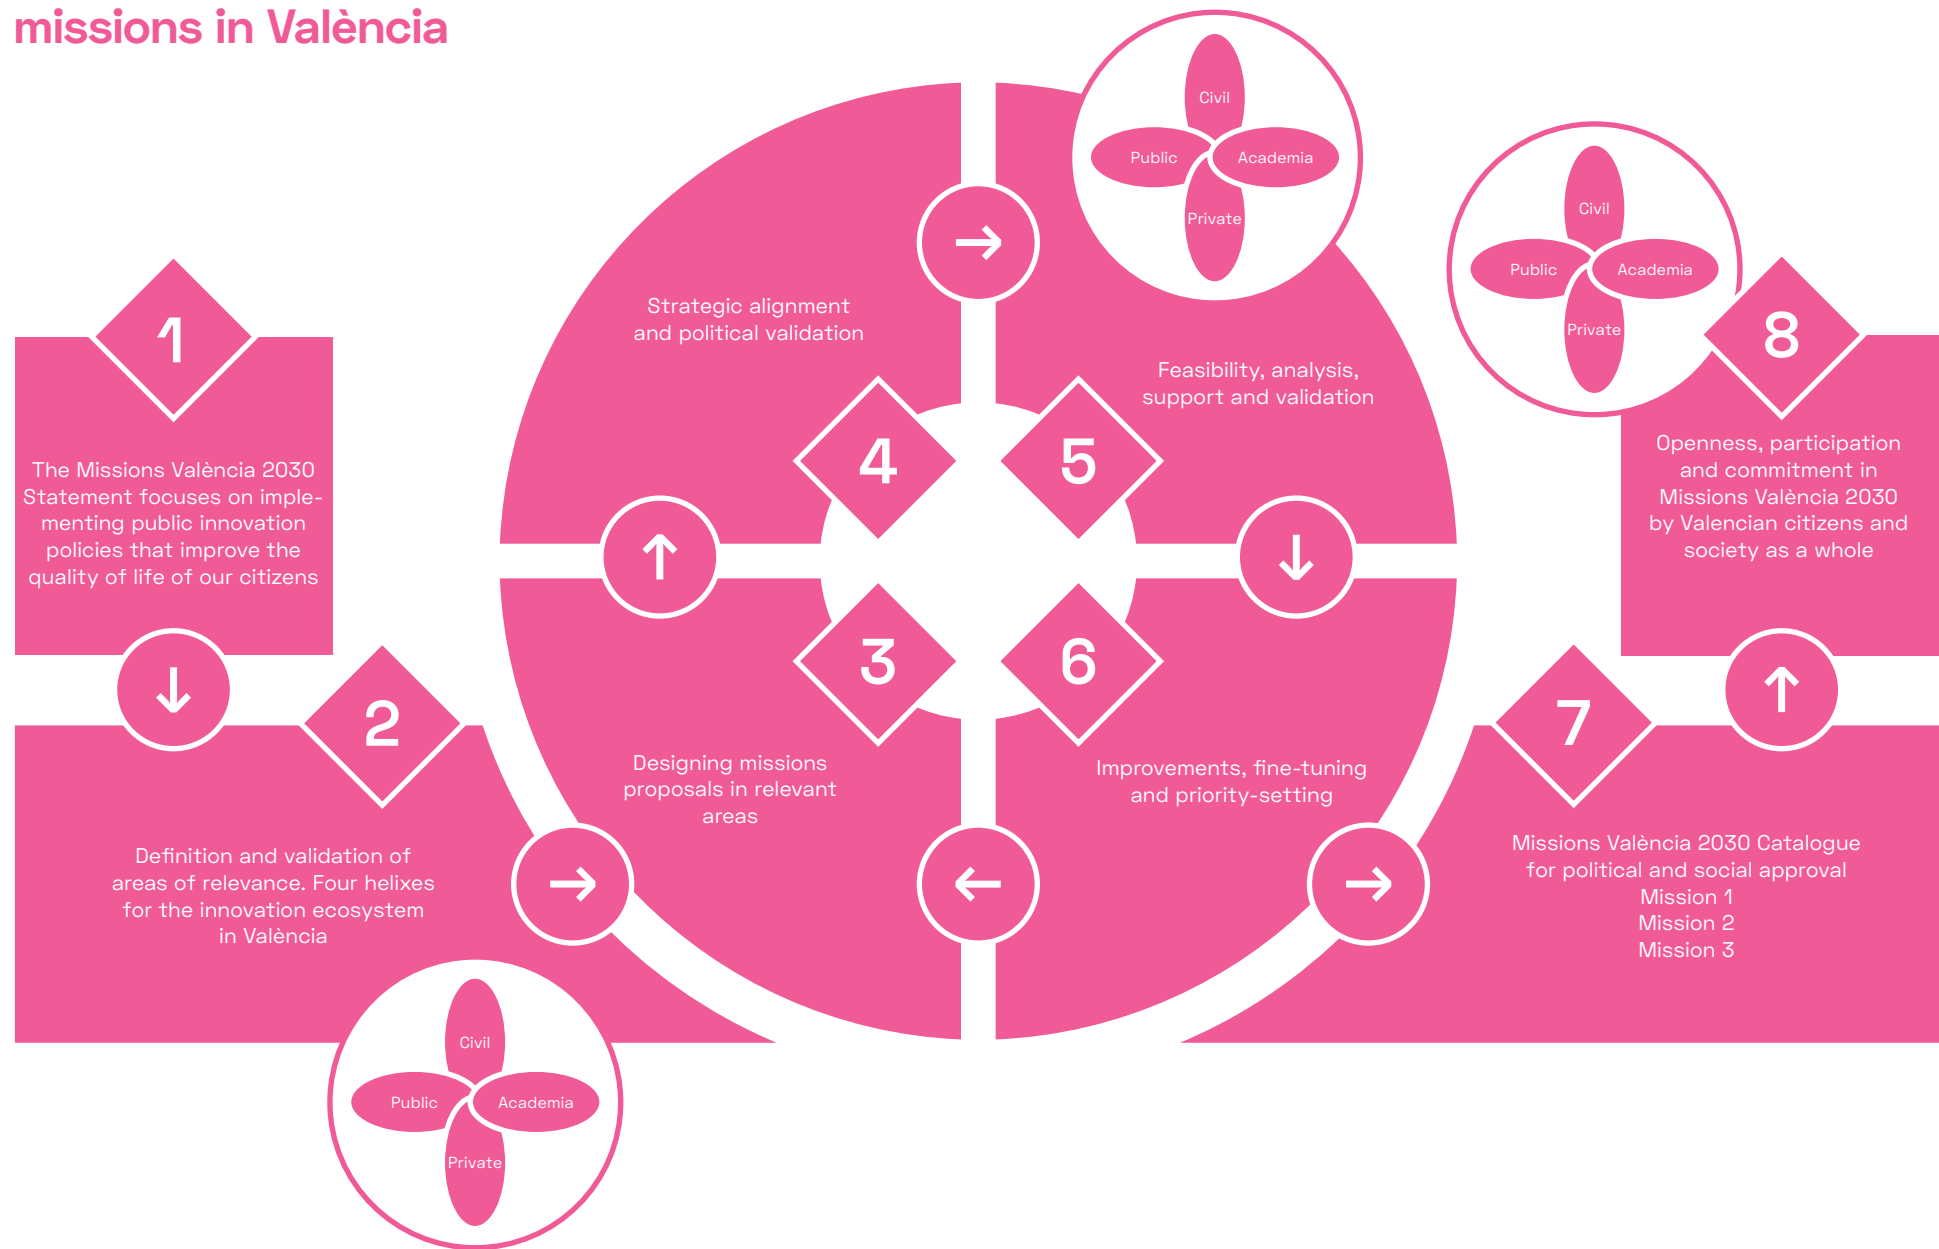 missions in València
1
The Missions València 2030
Statement focuses on imple-
menting public innovation
policies that improve the
quality of life of our citizens
↓
2
Definition and validation of
areas of relevance. Four helixes
for the innovation ecosystem
in València
Civil
Public
Academia
Private
→
3
Designing missions
proposals in relevant
areas
↑
4
Strategic alignment
and political validation
→
5
Feasibility, analysis,
support and validation
Civil
Public
Academia
Private
↓
6
Improvements, fine-tuning
and priority-setting
←
→
7
Missions València 2030 Catalogue
for political and social approval
Mission 1
Mission 2
Mission 3
↑
8
Openness, participation
and commitment in
Missions València 2030
by Valencian citizens and
society as a whole
Civil
Public
Academia
Private